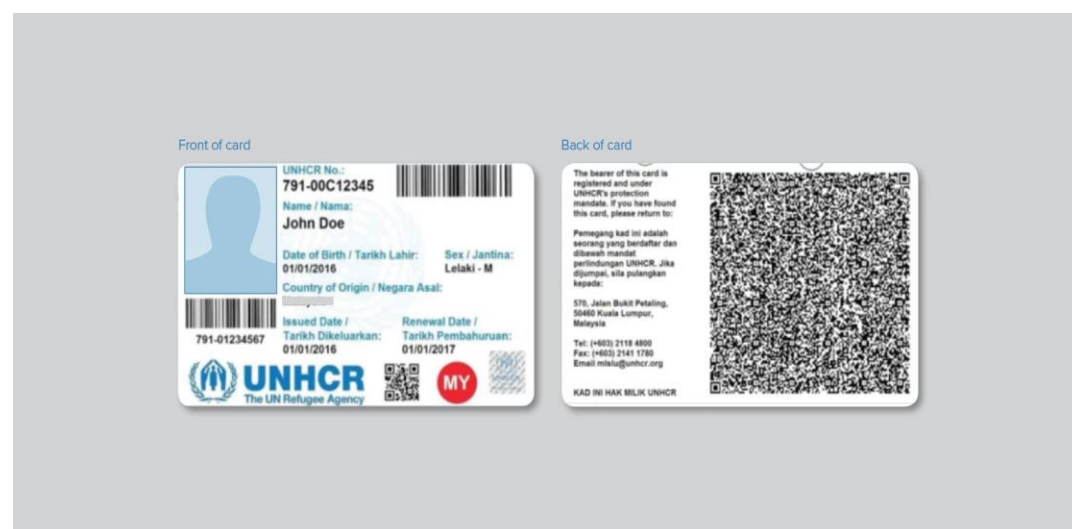 Front of card
UNHCR No.:
791-00C12345
Name / Nama:
John Doe
Date of Birth / Tarikh Lahir:
01/01/2016
Sex / Jantina:
Lelaki - M
Country of Origin / Negara Asal:
Issued Date /
Tarikh Dikeluarkan:
01/01/2016
Renewal Date /
Tarikh Pembahuruan:
01/01/2017
791-01234567
UNHCR
The UN Refugee Agency
MY
Back of card
The bearer of this card is
registered and under
UNHCR's protection
mandate. If you have found
this card, please return to:
Pemegang kad ini adalah
seorang yang berdaftar dan
dibawah mandat
perlindungan UNHCR. Jika
dijumpai, sila pulangkan
kepada:
570, Jalan Bukit Petaling,
50460 Kuala Lumpur,
Malaysia
Tel: (+603) 2118 4800
Fax: (+603) 2141 1780
Email mislu@unhcr.org
KAD INI HAK MILIK UNHCR